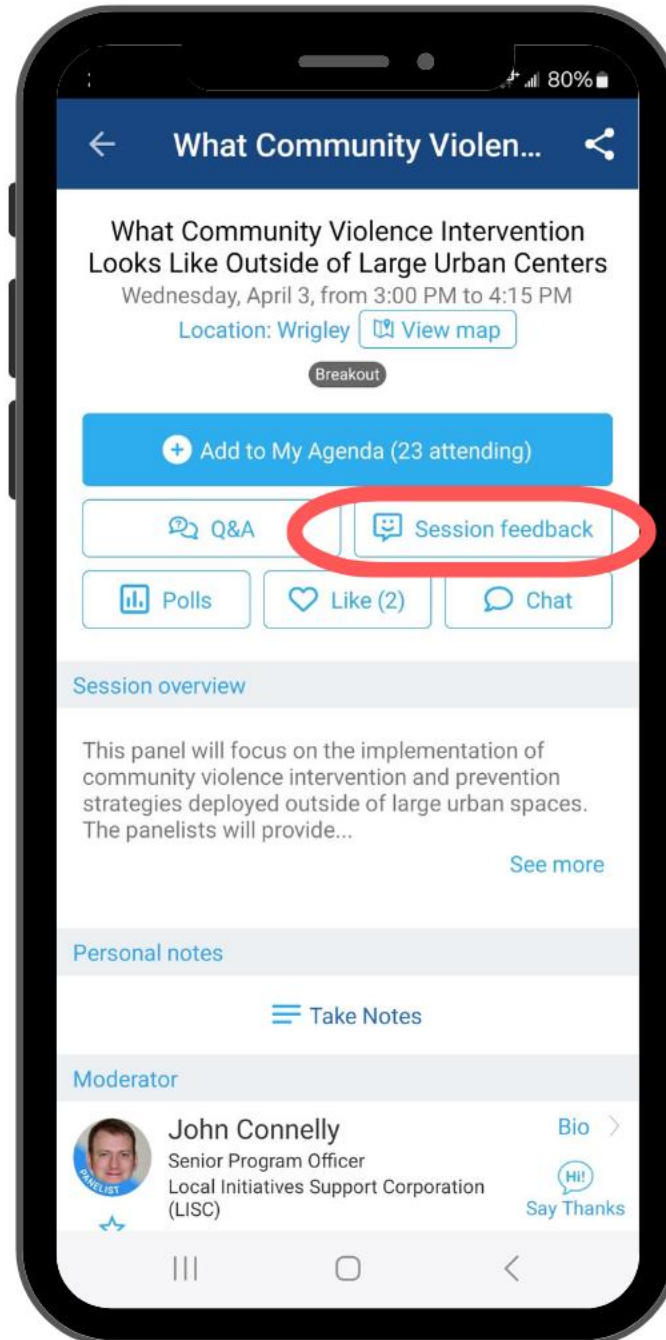 80%
What Community Violen...
What Community Violence Intervention
Looks Like Outside of Large Urban Centers
Wednesday, April 3, from 3:00 PM to 4:15 PM
Location: Wrigley View map
Breakout
Add to My Agenda (23 attending)
Q&A Session feedback
Polls Like (2) Chat
Session overview
This panel will focus on the implementation of
community violence intervention and prevention
strategies deployed outside of large urban spaces.
The panelists will provide...
See more
Personal notes
Take Notes
Moderator
John Connelly Bio
Senior Program Officer
Local Initiatives Support Corporation Hi!
(LISC) Say Thanks
PANELIST